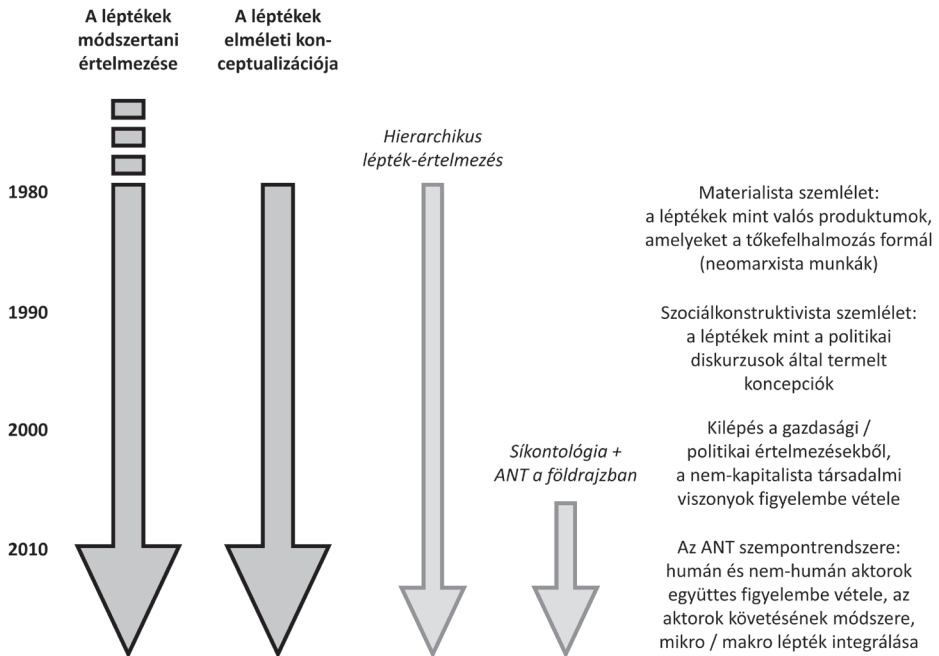 A léptékek
módszertani
értelmezése
A léptékek
elméleti kon-
ceptualizációja
Hierarchikus
lépték-értelmezés
Síkontológia +
ANT a földrajzban
1980
1990
2000
2010
Materialista szemlélet:
a léptékek mint valós produktumok,
amelyeket a tőkefelhalmozás formál
(neomarxista munkák)
Szociálkonstruktivista szemlélet:
a léptékek mint a politikai
diskurzusok által termelt
koncepciók
Kilépés a gazdasági /
politikai értelmezésekből,
a nem-kapitalista társadalmi
viszonyok figyelembe vétele
Az ANT szempontrendszere:
humán és nem-humán aktorok
együttes figyelembe vétele, az
aktorok követésének módszere,
mikro / makro lépték integrálása